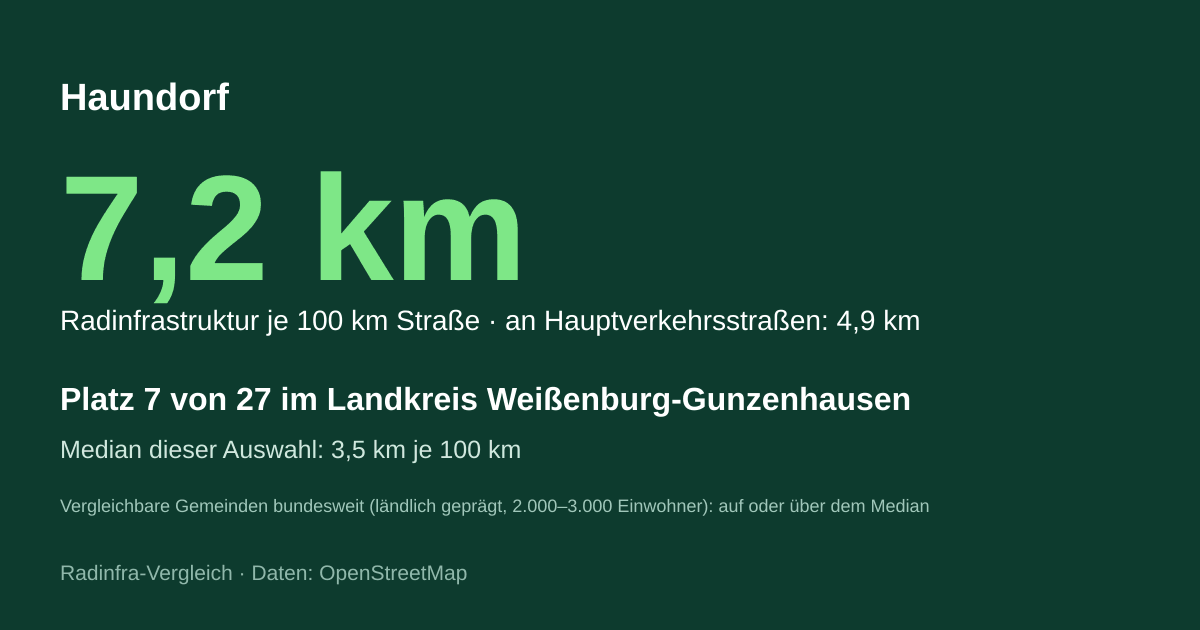 Haundorf
7,2 km
Radinfrastruktur je 100 km Straße · an Hauptverkehrsstraßen: 4,9 km
Platz 7 von 27 im Landkreis Weißenburg-Gunzenhausen
Median dieser Auswahl: 3,5 km je 100 km
Vergleichbare Gemeinden bundesweit (ländlich geprägt, 2.000–3.000 Einwohner): auf oder über dem Median
Radinfra-Vergleich · Daten: OpenStreetMap